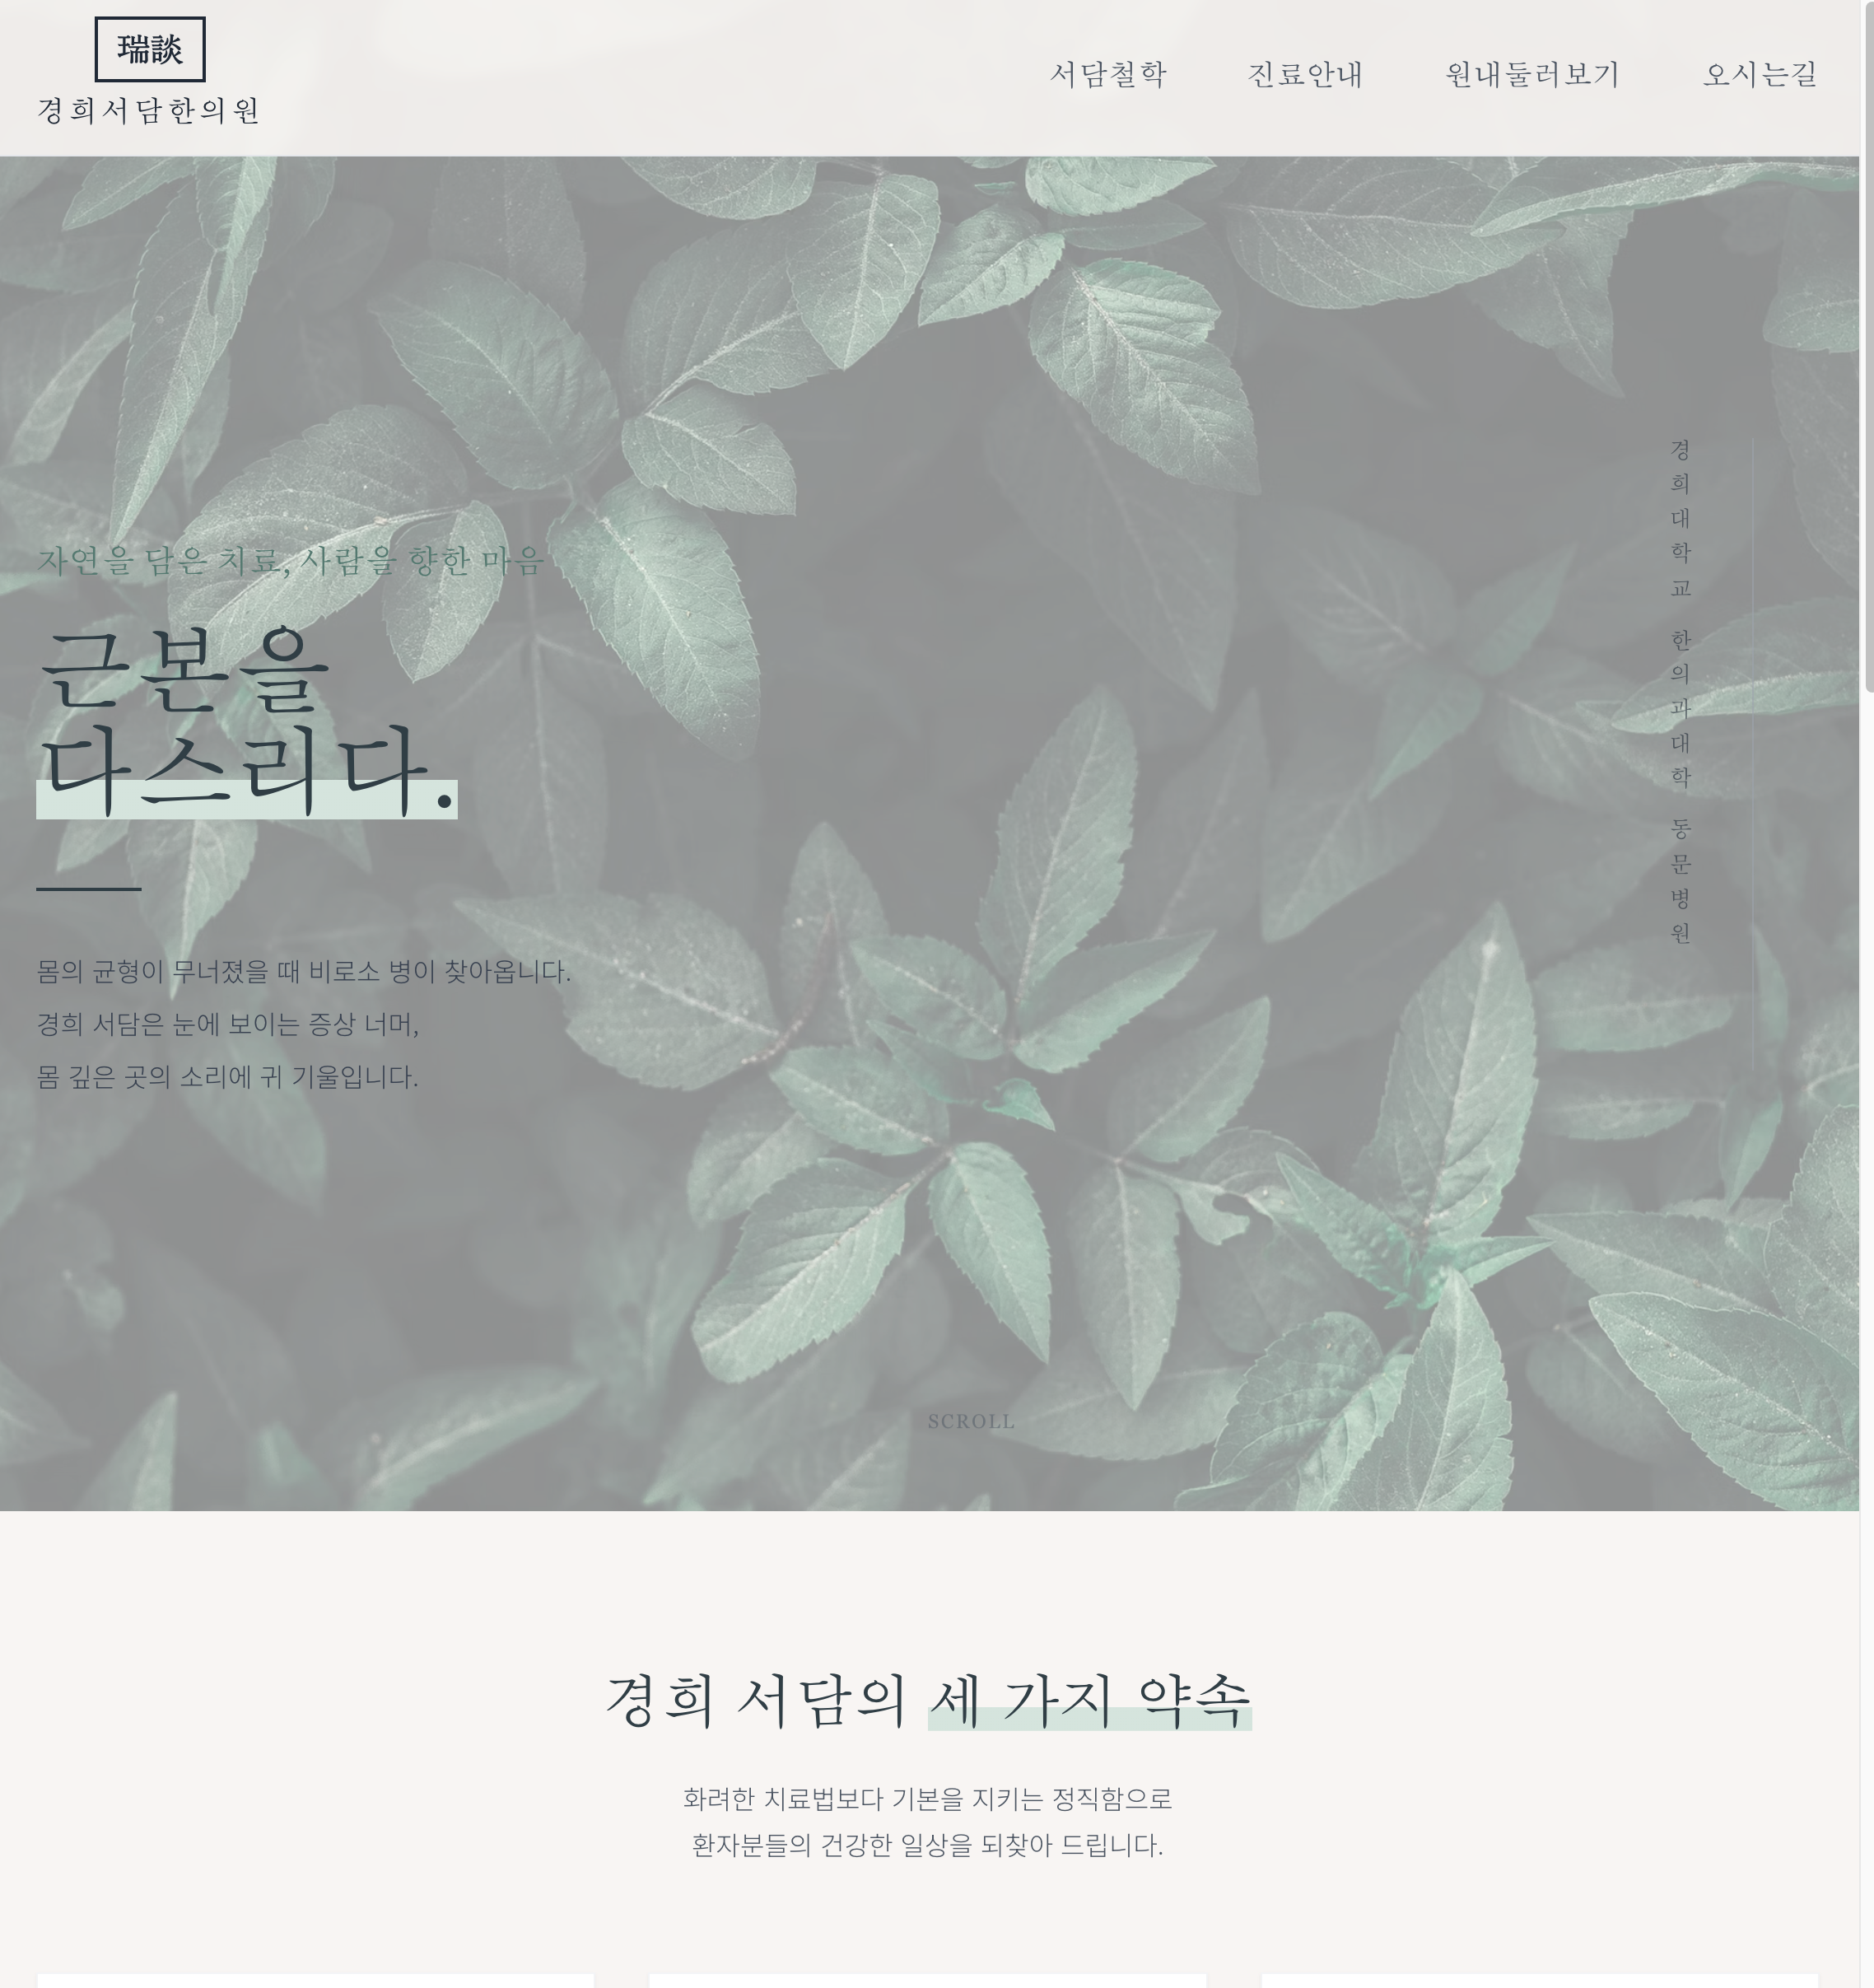 瑞談
경희서담한의원
서담철학 진료안내 원내둘러보기 오시는길
자연을 담은 치료, 사람을 향한 마음
근본을
다스리다.
몸의 균형이 무너졌을 때 비로소 병이 찾아옵니다.
경희 서담은 눈에 보이는 증상 너머,
몸 깊은 곳의 소리에 귀 기울입니다.
경희대학교 한의과대학 동문병원
SCROLL
경희 서담의 세 가지 약속
화려한 치료법보다 기본을 지키는 정직함으로
환자분들의 건강한 일상을 되찾아 드립니다.